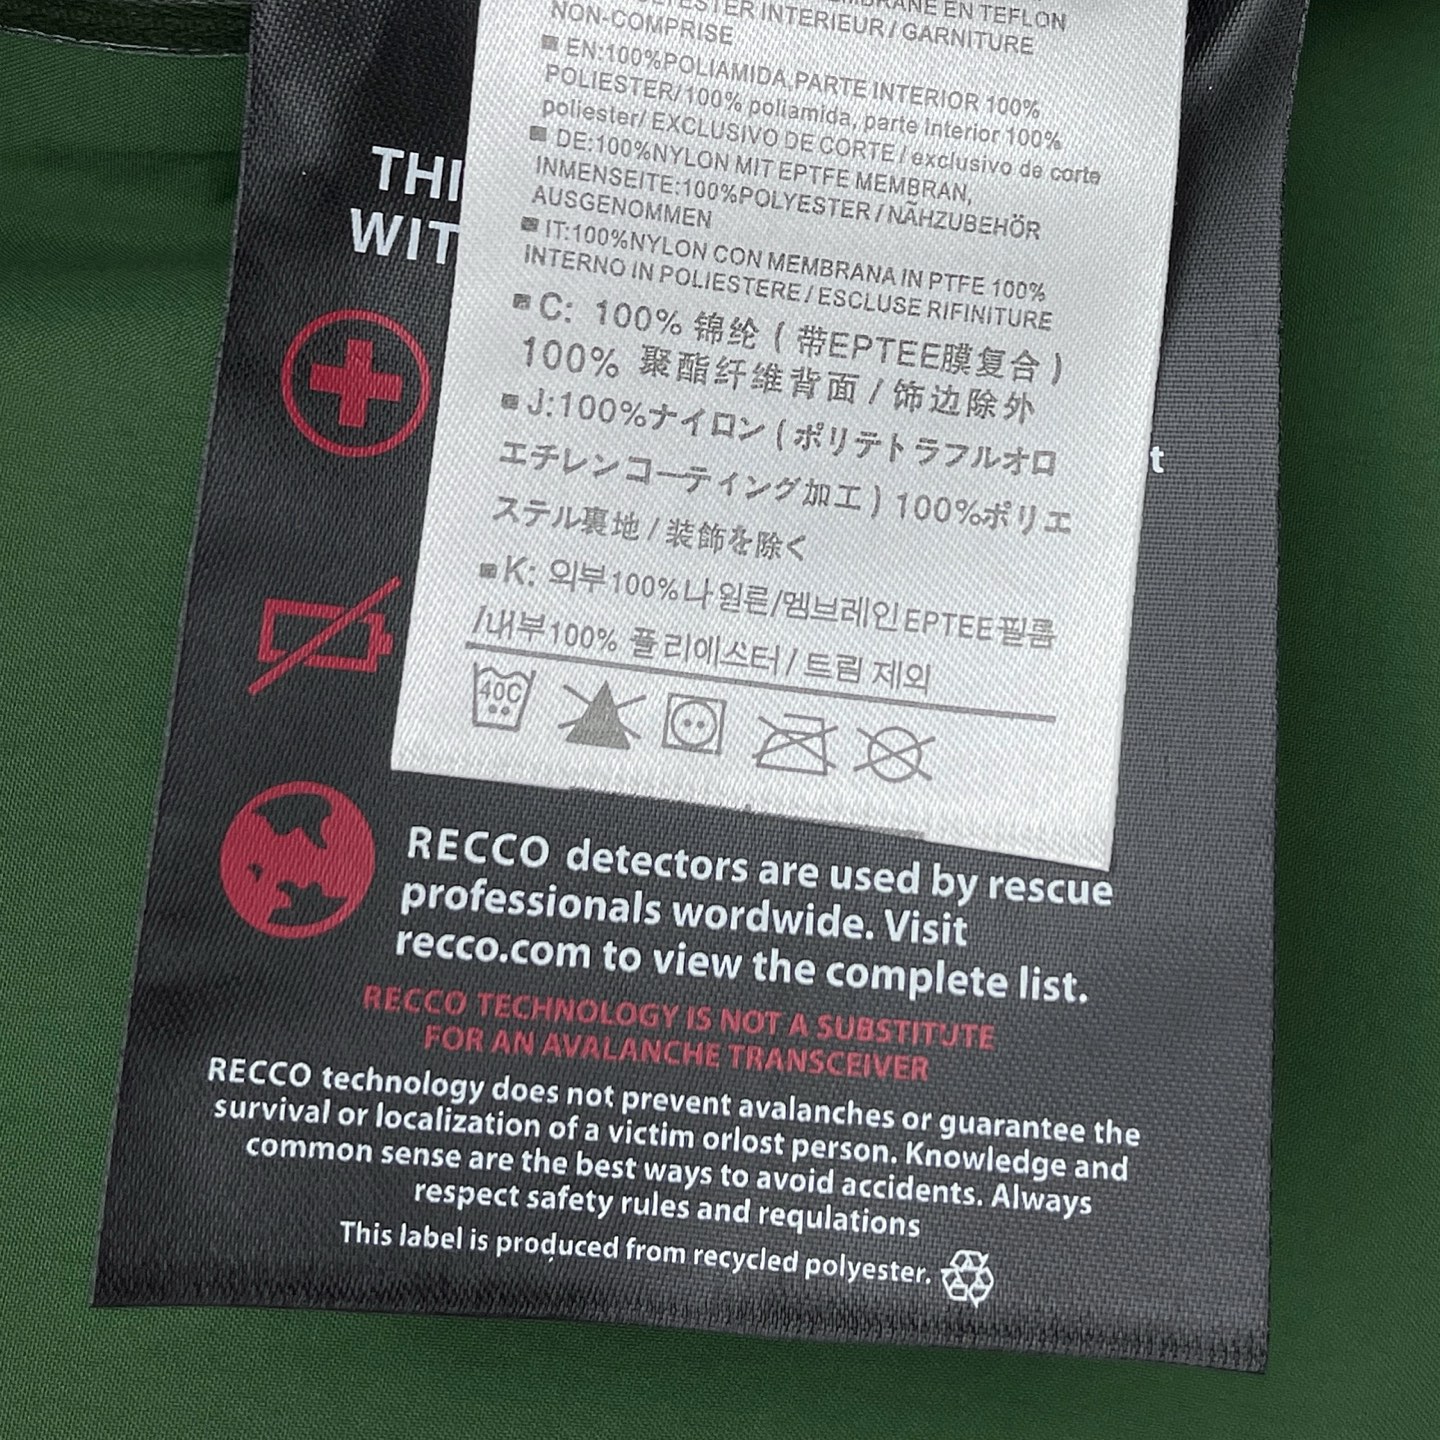 MBRANE EN TEFLON
ESTER INTERIEUR / GARNITURE
NON-COMPRISE
EN:100%POLIAMIDA,PARTE INTERIOR 100%
POLIESTER/100% poliamida, parte interior 100%
poliester/ EXCLUSIVO DE CORTE / exclusivo de corte
DE:100%NYLON MIT EPTFE MEMBRAN,
INMENSEITE:100%POLYESTER / NÄHZUBEHÖR
AUSGENOMMEN
IT:100%NYLON CON MEMBRANA IN PTFE 100%
INTERNO IN POLIESTERE / ESCLUSE RIFINITURE
C: 100% 锦纶 ( 带EPTEE膜复合 )
100% 聚酯纤维背面 / 饰边除外
J:100%ナイロン ( ポリテトラフルオロ
エチレンコーティング加工 ) 100%ポリエ
ステル裏地 / 装飾を除く
K: 외부100%나일론/멤브레인EPTEE필름
/내부100% 폴리에스터 / 트림 제외
40C
THI
WIT
t
RECCO detectors are used by rescue
professionals wordwide. Visit
recco.com to view the complete list.
RECCO TECHNOLOGY IS NOT A SUBSTITUTE
FOR AN AVALANCHE TRANSCEIVER
RECCO technology does not prevent avalanches or guarantee the
survival or localization of a victim orlost person. Knowledge and
common sense are the best ways to avoid accidents. Always
respect safety rules and requlations
This label is produced from recycled polyester.